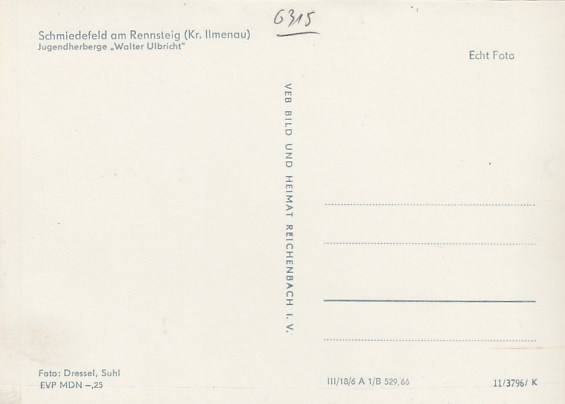 6315
Schmiedefeld am Rennsteig (Kr. Ilmenau)
Jugendherberge „Walter Ulbricht"
Echt Foto
VEB BILD UND HEIMAT REICHENBACH I. V.
Foto: Dressel, Suhl
EVP MDN –,25
III/18/6 A 1/B 529/66
11/3796/ K